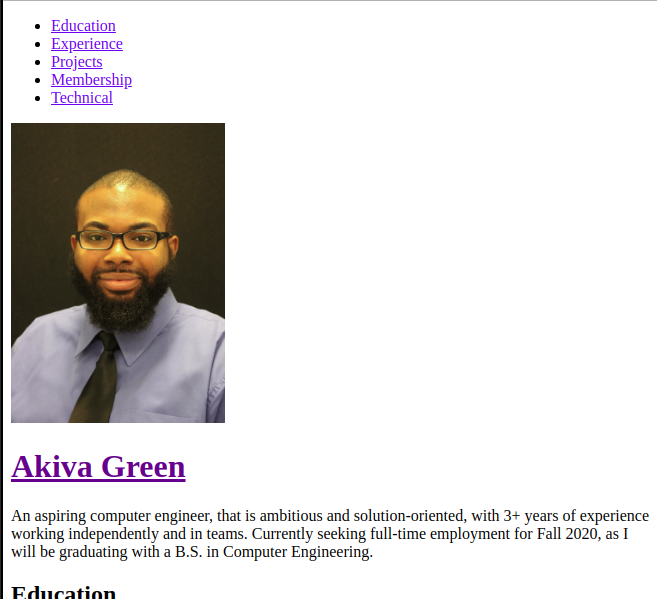 Education
Experience
Projects
Membership
Technical
Akiva Green
An aspiring computer engineer, that is ambitious and solution-oriented, with 3+ years of experience
working independently and in teams. Currently seeking full-time employment for Fall 2020, as I
will be graduating with a B.S. in Computer Engineering.
Education